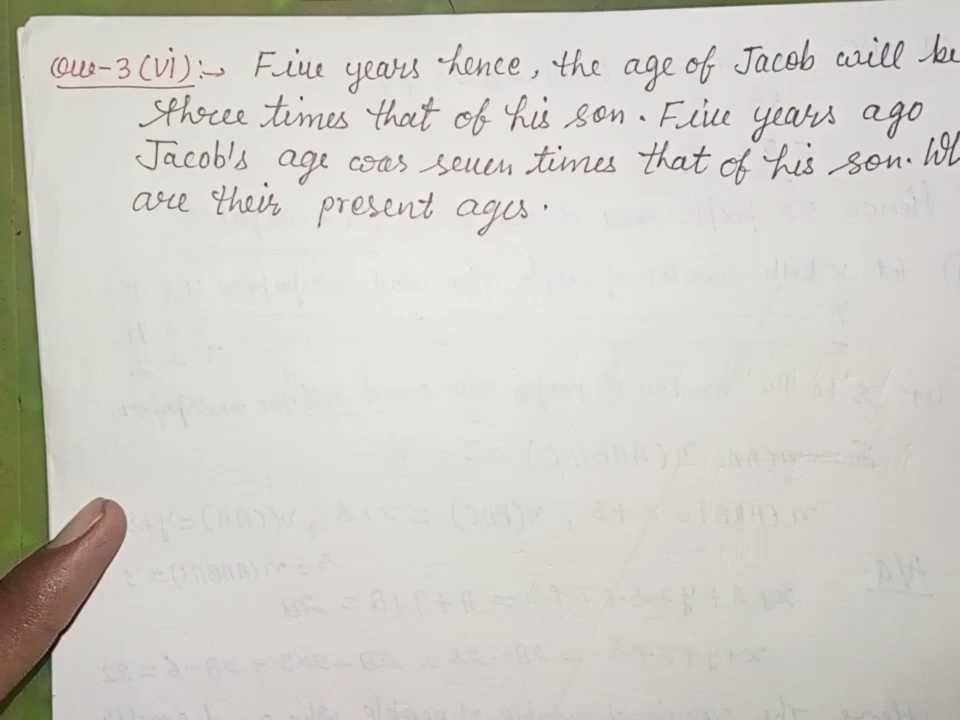 Que-3(vi):→ Five years hence, the age of Jacob will be
three times that of his son. Five years ago
Jacob's age was seven times that of his son.
are their present ages.